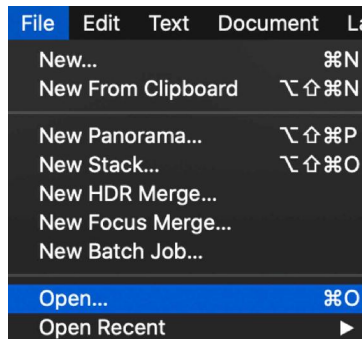 File Edit Text Document
New... ⌘N
New From Clipboard ⌥⇧⌘N
New Panorama... ⌥⇧⌘P
New Stack... ⌥⇧⌘O
New HDR Merge...
New Focus Merge...
New Batch Job...
Open... ⌘O
Open Recent ▶